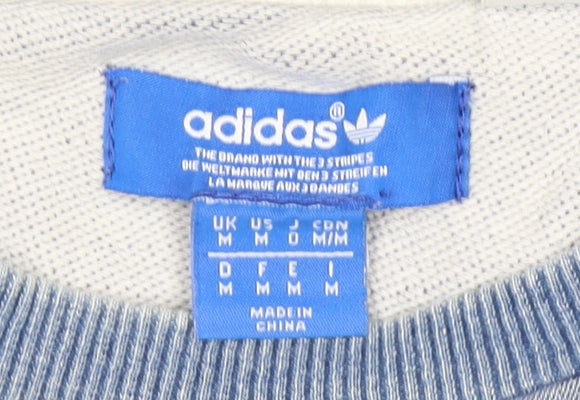 adidas®
THE BRAND WITH THE 3 STRIPES
DIE WELTMARKE MIT DEN 3 STREIFEN
LA MARQUE AUX 3 BANDES
UK US J CDN
M M O M/M
D F E I
M M M M
MADE IN
CHINA